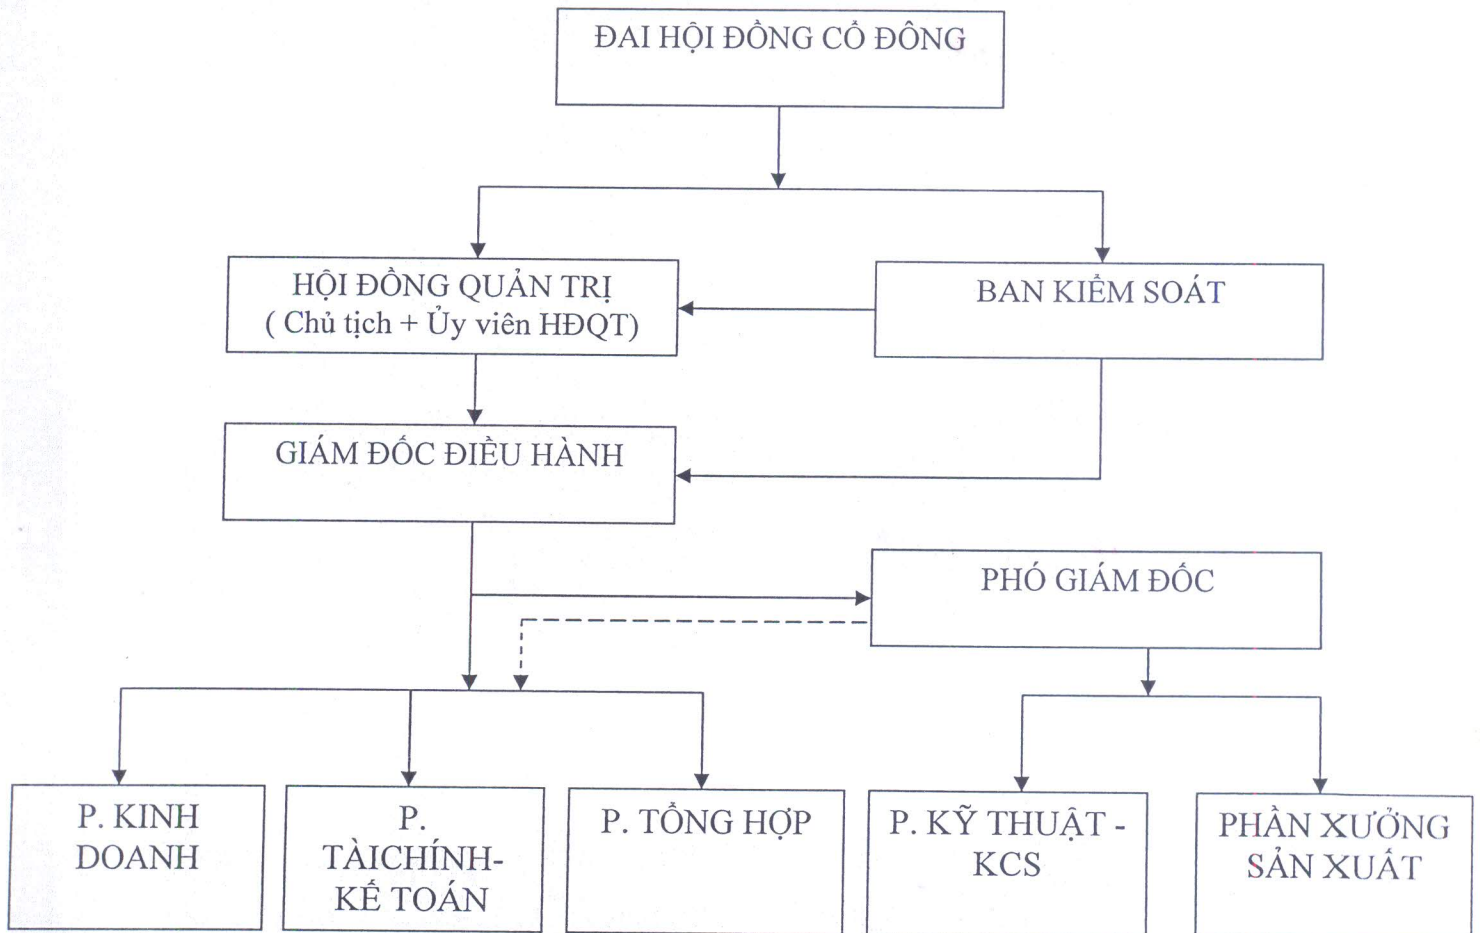 ĐAI HỘI ĐỒNG CỔ ĐÔNG
HỘI ĐỒNG QUẢN TRỊ
( Chủ tịch + Ủy viên HĐQT)
BAN KIỂM SOÁT
GIÁM ĐỐC ĐIỀU HÀNH
PHÓ GIÁM ĐỐC
P. KINH
DOANH
P.
TÀICHÍNH-
KẾ TOÁN
P. TỔNG HỢP
P. KỸ THUẬT -
KCS
PHẦN XƯỞNG
SẢN XUẤT